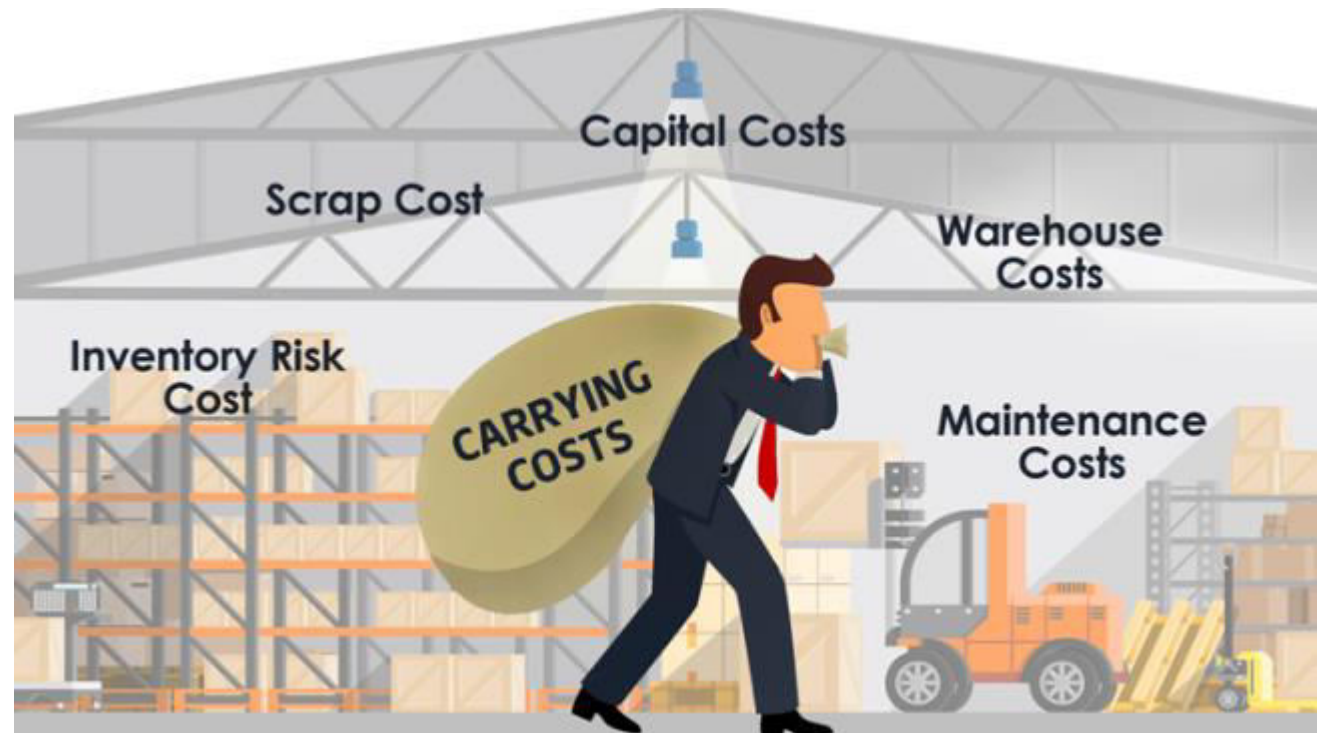 Capital Costs
Scrap Cost
Warehouse
Costs
Inventory Risk
Cost
CARRYING
COSTS
Maintenance
Costs